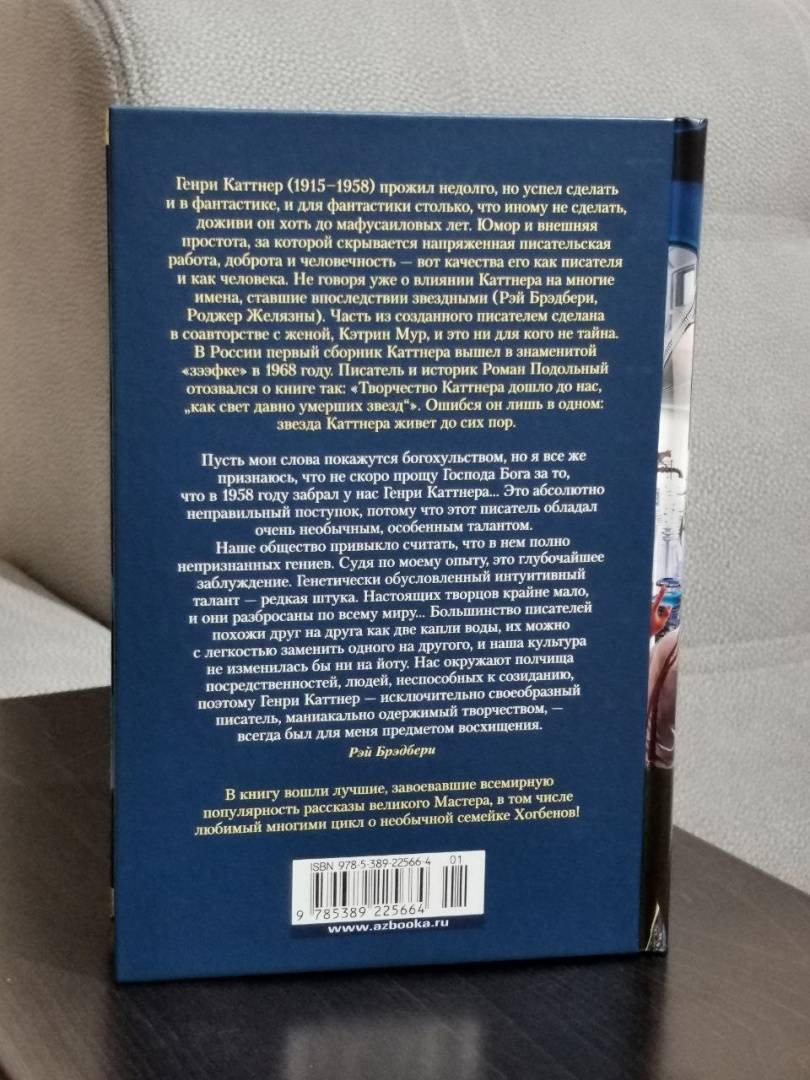 Генри Каттнер (1915–1958) прожил недолго, но успел сделать
и в фантастике, и для фантастики столько, что иному не сделать,
доживи он хоть до мафусаиловых лет. Юмор и внешняя
простота, за которой скрывается напряженная писательская
работа, доброта и человечность — вот качества его как писателя
и как человека. Не говоря уже о влиянии Каттнера на многие
имена, ставшие впоследствии звездными (Рэй Брэдбери,
Роджер Желязны). Часть из созданного писателем сделана
в соавторстве с женой, Кэтрин Мур, и это ни для кого не тайна.
В России первый сборник Каттнера вышел в знаменитой
«зээфке» в 1968 году. Писатель и историк Роман Подольный
отозвался о книге так: «Творчество Каттнера дошло до нас,
„как свет давно умерших звезд“». Ошибся он лишь в одном:
звезда Каттнера живет до сих пор.
Пусть мои слова покажутся богохульством, но я все же
признаюсь, что не скоро прощу Господа Бога за то,
что в 1958 году забрал у нас Генри Каттнера... Это абсолютно
неправильный поступок, потому что этот писатель обладал
очень необычным, особенным талантом.
Наше общество привыкло считать, что в нем полно
непризнанных гениев. Судя по моему опыту, это глубочайшее
заблуждение. Генетически обусловленный интуитивный
талант — редкая штука. Настоящих творцов крайне мало,
и они разбросаны по всему миру... Большинство писателей
похожи друг на друга как две капли воды, их можно
с легкостью заменить одного на другого, и наша культура
не изменилась бы ни на йоту. Нас окружают полчища
посредственностей, людей, неспособных к созиданию,
поэтому Генри Каттнер — исключительно своеобразный
писатель, маниакально одержимый творчеством, —
всегда был для меня предметом восхищения.
Рэй Брэдбери
В книгу вошли лучшие, завоевавшие всемирную
популярность рассказы великого Мастера, в том числе
любимый многими цикл о необычной семейке Хогбенов!
ISBN 978-5-389-22566-4 01
9 785389 225664
www.azbooka.ru